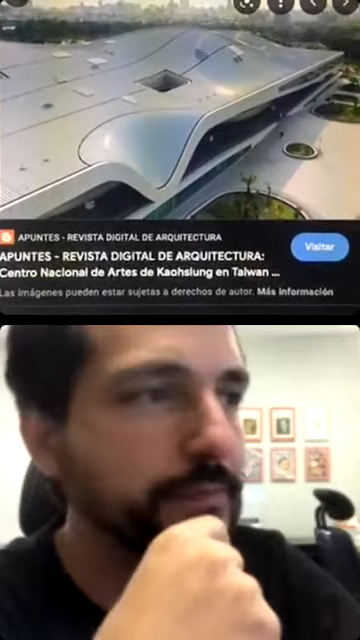 APUNTES - REVISTA DIGITAL DE ARQUITECTURA
Visitar
APUNTES - REVISTA DIGITAL DE ARQUITECTURA:
Centro Nacional de Artes de Kaohsiung en Taiwan ...
Las imágenes pueden estar sujetas a derechos de autor. Más información